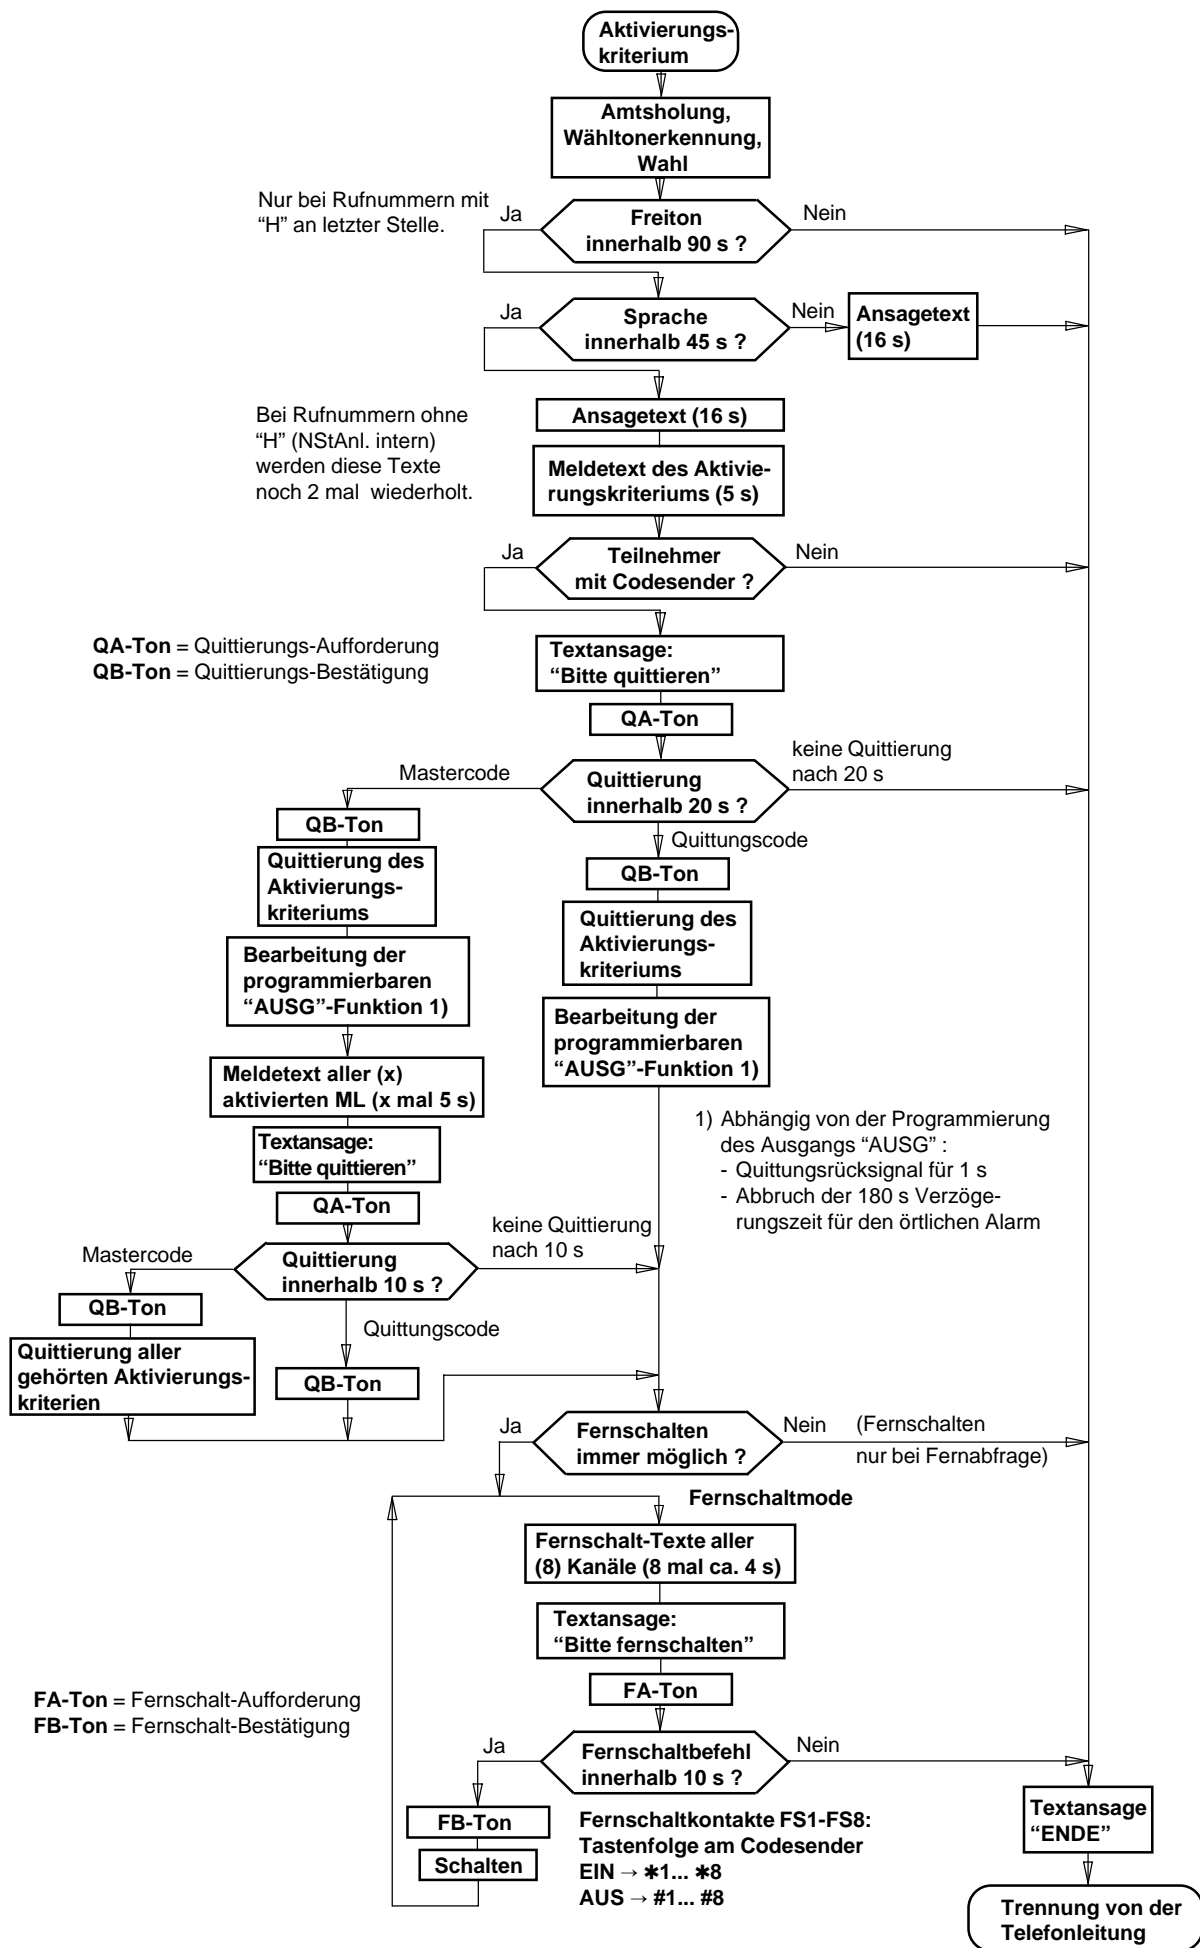 Aktivierungs-
kriterium
Amtsholung,
Wähltonerkennung,
Wahl
Nur bei Rufnummern mit
“H” an letzter Stelle.
Ja
Freiton
innerhalb 90 s ?
Nein
Ja
Sprache
innerhalb 45 s ?
Nein
Ansagetext
(16 s)
Bei Rufnummern ohne
“H” (NStAnl. intern)
werden diese Texte
noch 2 mal wiederholt.
Ansagetext (16 s)
Meldetext des Aktivie-
rungskriteriums (5 s)
Ja
Teilnehmer
mit Codesender ?
Nein
QA-Ton = Quittierungs-Aufforderung
QB-Ton = Quittierungs-Bestätigung
Textansage:
“Bitte quittieren”
QA-Ton
Mastercode
Quittierung
innerhalb 20 s ?
keine Quittierung
nach 20 s
QB-Ton
Quittierung des
Aktivierungs-
kriteriums
Bearbeitung der
programmierbaren
“AUSG”-Funktion 1)
Quittungscode
QB-Ton
Quittierung des
Aktivierungs-
kriteriums
Bearbeitung der
programmierbaren
“AUSG”-Funktion 1)
Meldetext aller (x)
aktivierten ML (x mal 5 s)
Textansage:
“Bitte quittieren”
QA-Ton
1) Abhängig von der Programmierung
des Ausgangs “AUSG” :
- Quittungsrücksignal für 1 s
- Abbruch der 180 s Verzöge-
rungszeit für den örtlichen Alarm
Mastercode
Quittierung
innerhalb 10 s ?
keine Quittierung
nach 10 s
QB-Ton
Quittierung aller
gehörten Aktivierungs-
kriterien
Quittungscode
QB-Ton
Ja
Fernschalten
immer möglich ?
Nein
(Fernschalten
nur bei Fernabfrage)
Fernschaltmode
Fernschalt-Texte aller
(8) Kanäle (8 mal ca. 4 s)
Textansage:
“Bitte fernschalten”
FA-Ton
FA-Ton = Fernschalt-Aufforderung
FB-Ton = Fernschalt-Bestätigung
Ja
Fernschaltbefehl
innerhalb 10 s ?
Nein
FB-Ton
Schalten
Fernschaltkontakte FS1-FS8:
Tastenfolge am Codesender
EIN → ✱1... ✱8
AUS → #1... #8
Textansage
“ENDE”
Trennung von der
Telefonleitung